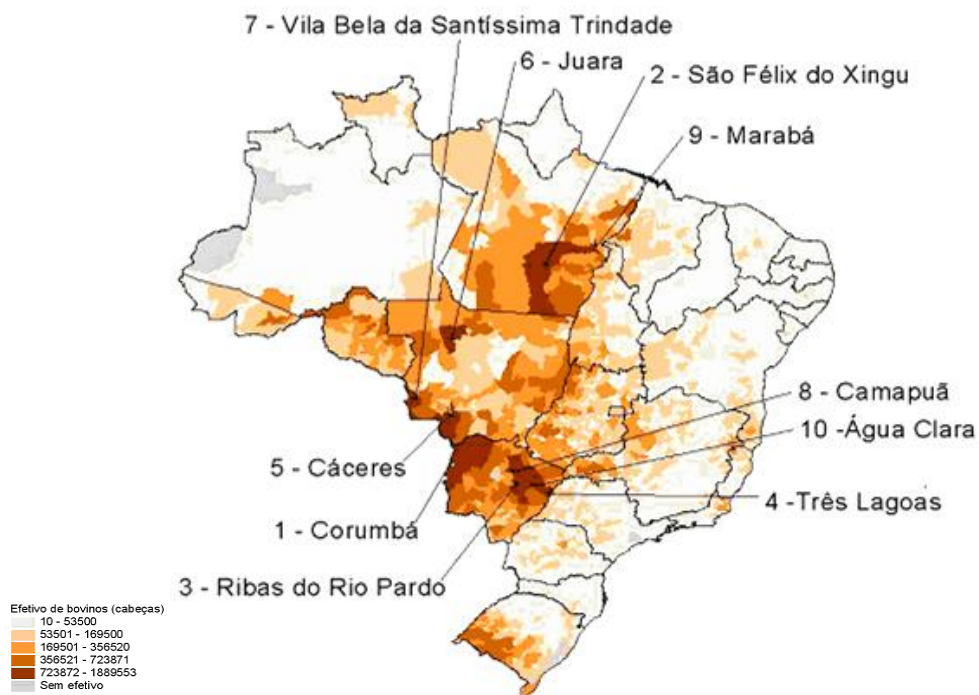 7 - Vila Bela da Santíssima Trindade
6 - Juara
2 - São Félix do Xingu
9 - Marabá
8 - Camapuã
10 -Água Clara
5 - Cáceres
4 -Três Lagoas
1 - Corumbá
3 - Ribas do Rio Pardo
Efetivo de bovinos (cabeças)
10 - 53500
53501 - 169500
169501 - 356520
356521 - 723871
723872 - 1889553
Sem efetivo